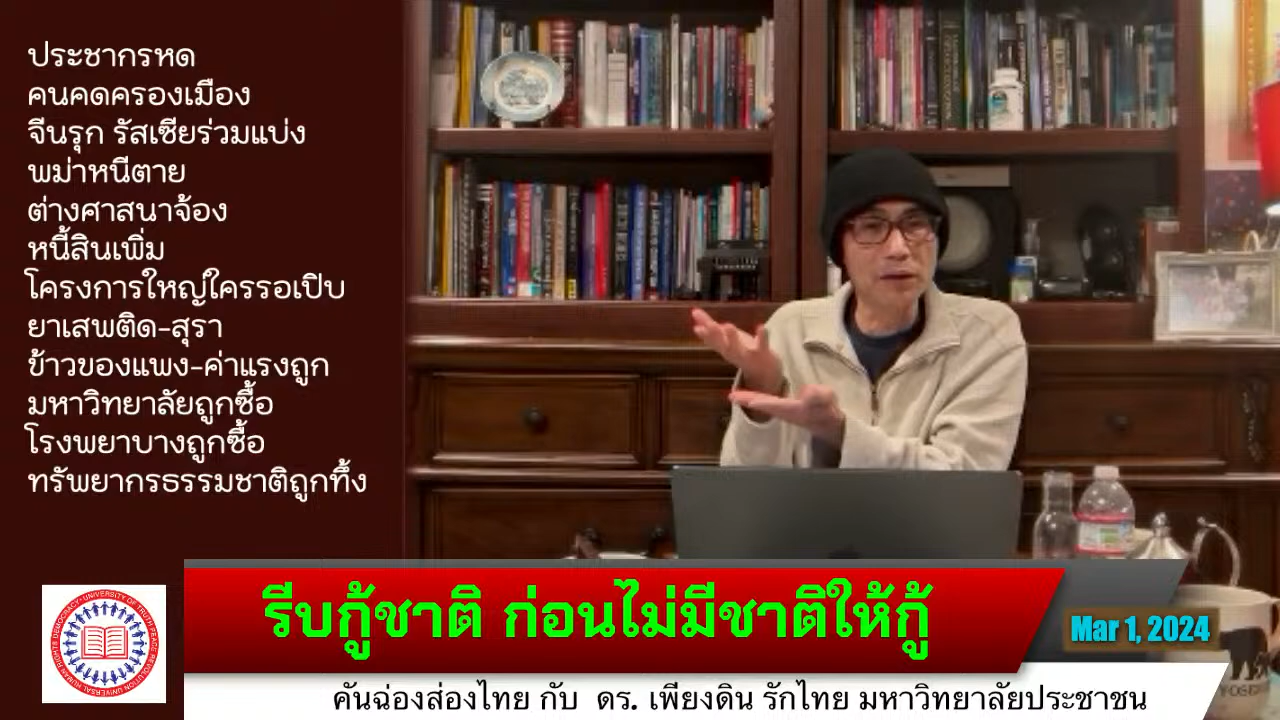 ประชากรหด
คนคดครองเมือง
จีนรุก รัสเซียร่วมแบ่ง
พม่าหนีตาย
ต่างศาสนาจ้อง
หนี้สินเพิ่ม
โครงการใหญ่ใครรอเปิบ
ยาเสพติด-สุรา
ข้าวของแพง-ค่าแรงถูก
มหาวิทยาลัยถูกซื้อ
โรงพยาบางถูกซื้อ
ทรัพยากรธรรมชาติถูกทึ้ง
รีบกู้ชาติ ก่อนไม่มีชาติให้กู้
Mar 1, 2024
คันฉ่องส่องไทย กับ ดร. เพียงดิน รักไทย มหาวิทยาลัยประชาชน